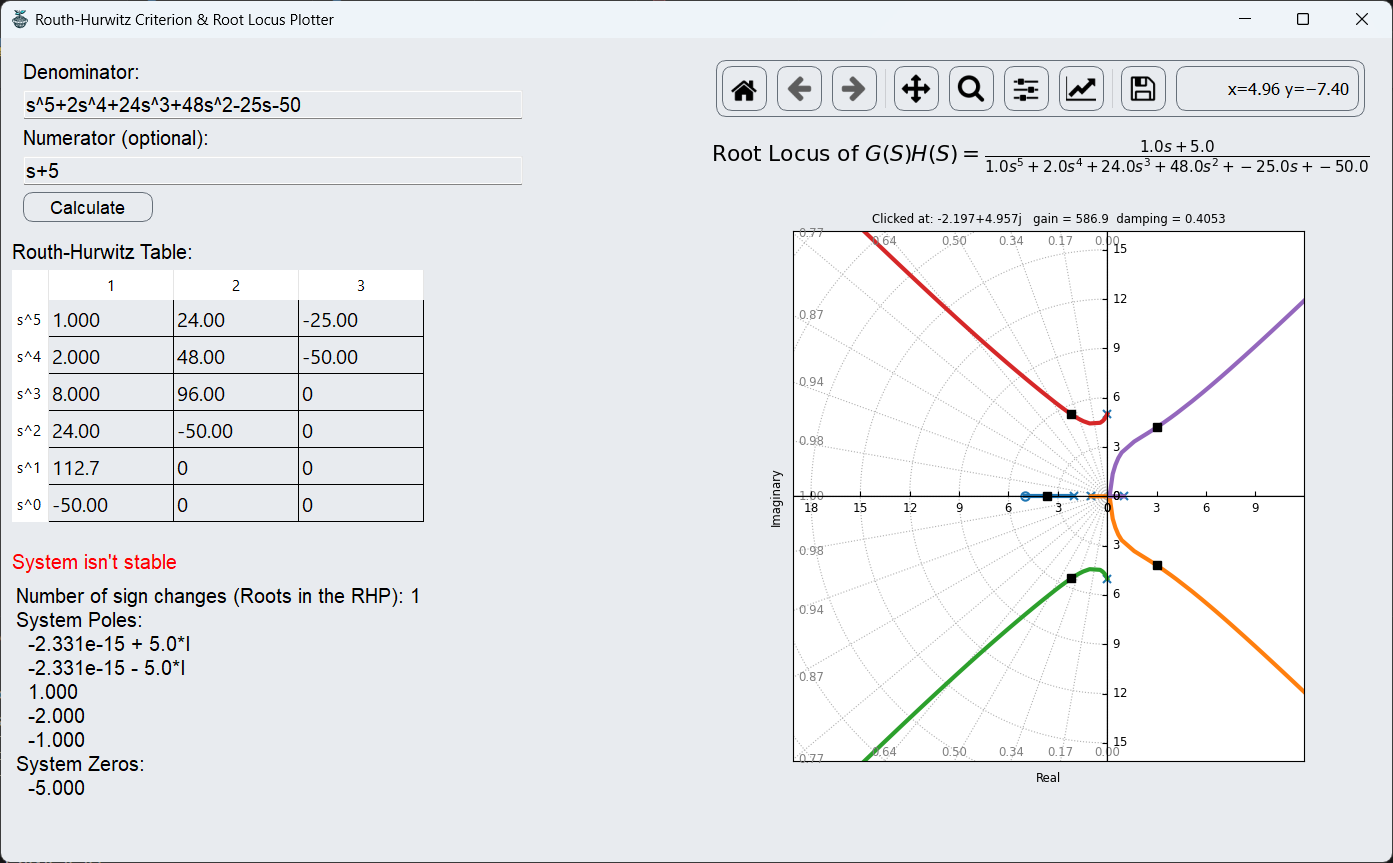 Routh-Hurwitz Criterion & Root Locus Plotter
Denominator:
s^5+2s^4+24s^3+48s^2-25s-50
Numerator (optional):
s+5
Calculate
Routh-Hurwitz Table:
1 2 3
s^5 1.000 24.00 -25.00
s^4 2.000 48.00 -50.00
s^3 8.000 96.00 0
s^2 24.00 -50.00 0
s^1 112.7 0 0
s^0 -50.00 0 0
System isn't stable
Number of sign changes (Roots in the RHP): 1
System Poles:
-2.331e-15 + 5.0*I
-2.331e-15 - 5.0*I
1.000
-2.000
-1.000
System Zeros:
-5.000
x=4.96 y=−7.40
Root Locus of G(S)H(S) = 1.0s + 5.0
1.0s⁵ + 2.0s⁴ + 24.0s³ + 48.0s² + −25.0s + −50.0
Clicked at: -2.197+4.957j gain = 586.9 damping = 0.4053
0.77 0.64 0.50 0.34 0.17 0.00
15
12
0.87
9
0.94
6
0.98
3
1.00 0
18 15 12 9 6 3 0 3 6 9
3
0.98
6
0.94
9
0.87
12
15
0.77 0.64 0.50 0.34 0.17 0.00
Imaginary
Real